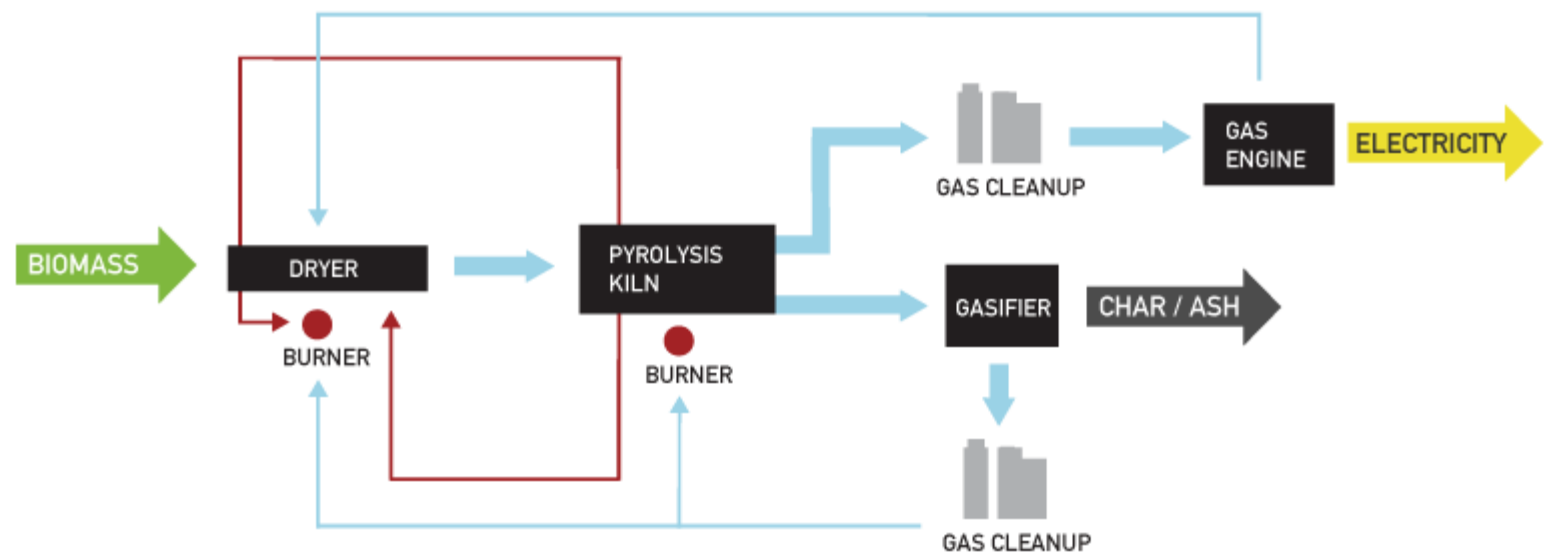 GAS CLEANUP
GAS
ENGINE
ELECTRICITY
BIOMASS
DRYER
BURNER
PYROLYSIS
KILN
BURNER
GASIFIER
CHAR / ASH
GAS CLEANUP